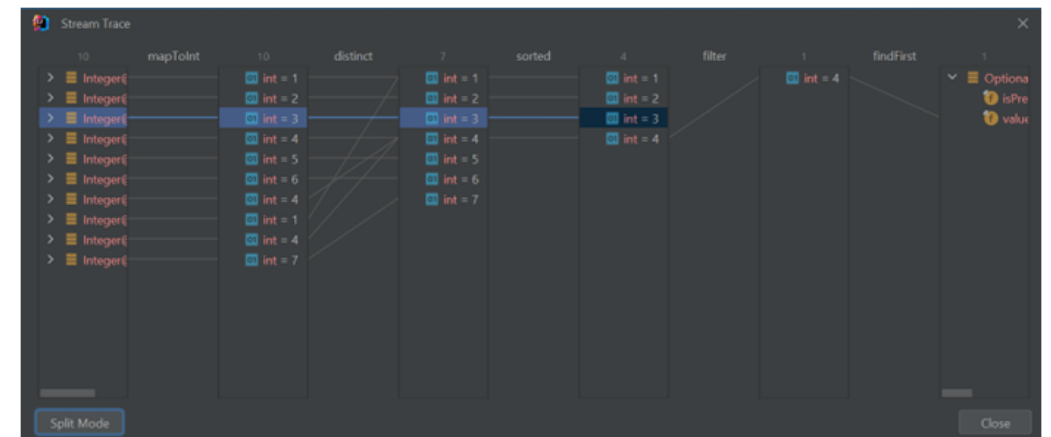 Stream Trace
10 mapToInt 10 distinct 7 sorted 4 filter 1 findFirst 1
Integer@ int = 1 int = 1 int = 1 int = 4 Optiona
Integer@ int = 2 int = 2 int = 2 isPre
Integer@ int = 3 int = 3 int = 3 value
Integer@ int = 4 int = 4 int = 4
Integer@ int = 5 int = 5
Integer@ int = 6 int = 6
Integer@ int = 4 int = 7
Integer@ int = 1
Integer@ int = 4
Integer@ int = 7
Split Mode Close